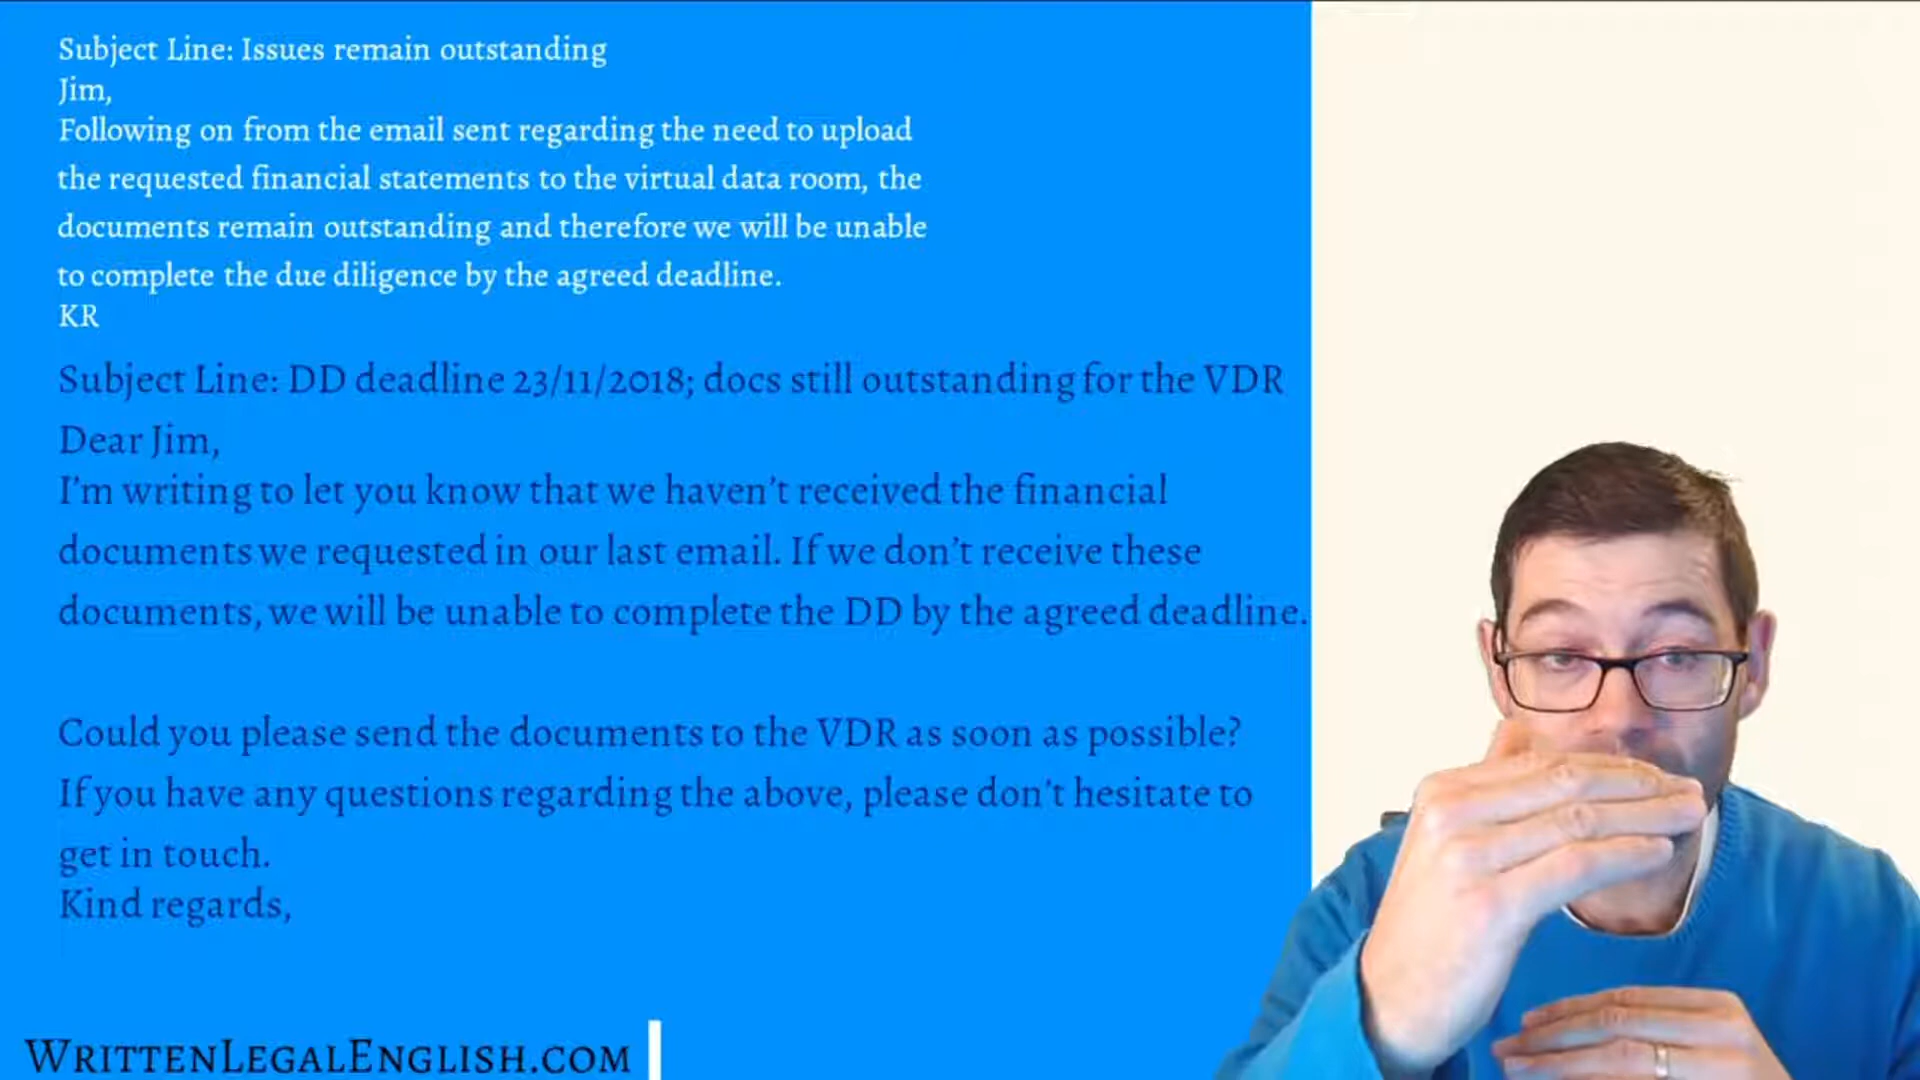 Subject Line: Issues remain outstanding
Jim,
Following on from the email sent regarding the need to upload
the requested financial statements to the virtual data room, the
documents remain outstanding and therefore we will be unable
to complete the due diligence by the agreed deadline.
KR
Subject Line: DD deadline 23/11/2018; docs still outstanding for the VDR
Dear Jim,
I'm writing to let you know that we haven't received the financial
documents we requested in our last email. If we don't receive these
documents, we will be unable to complete the DD by the agreed deadline.
Could you please send the documents to the VDR as soon as possible?
If you have any questions regarding the above, please don't hesitate to
get in touch.
Kind regards,
WRITTENLEGALENGLISH.COM